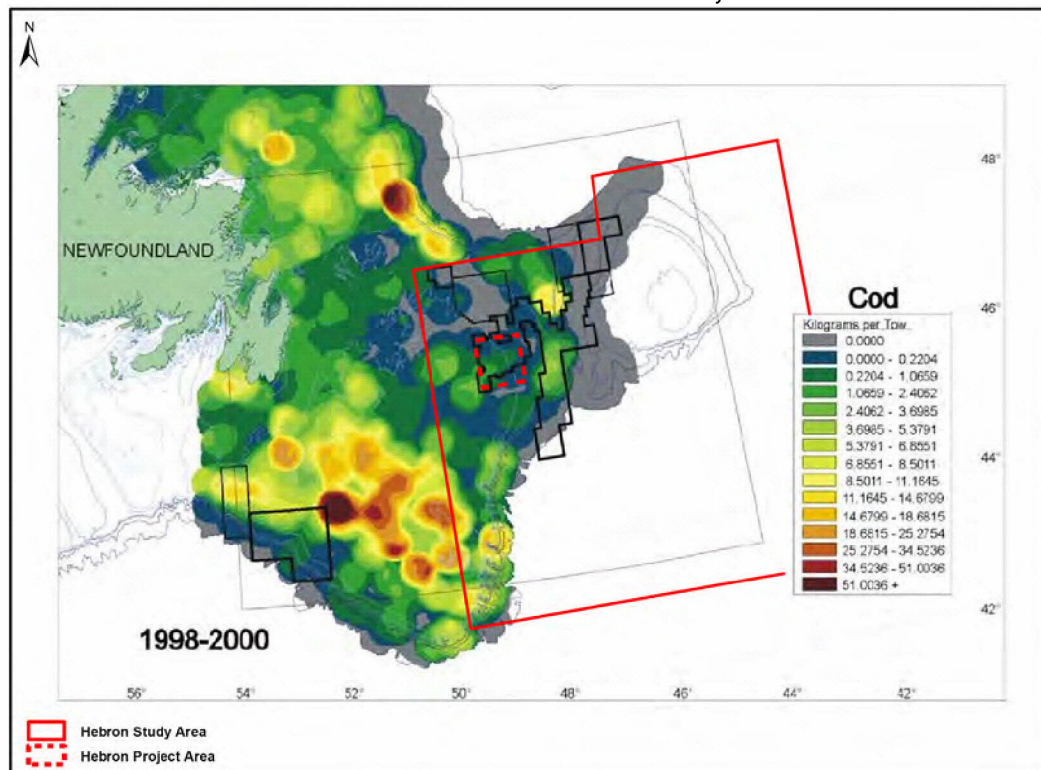 N
NEWFOUNDLAND
48°
46°
44°
42°
Cod
Kilograms per Tow
0.0000
0.0000 - 0.2204
0.2204 - 1.0659
1.0659 - 2.4062
2.4062 - 3.6985
3.6985 - 5.3791
5.3791 - 6.8551
6.8551 - 8.5011
8.5011 - 11.1645
11.1645 - 14.6799
14.6799 - 18.6815
18.6815 - 25.2754
25.2754 - 34.5236
34.5236 - 51.0036
51.0036 +
1998-2000
56° 54° 52° 50° 48° 46° 44° 42°
Hebron Study Area
Hebron Project Area